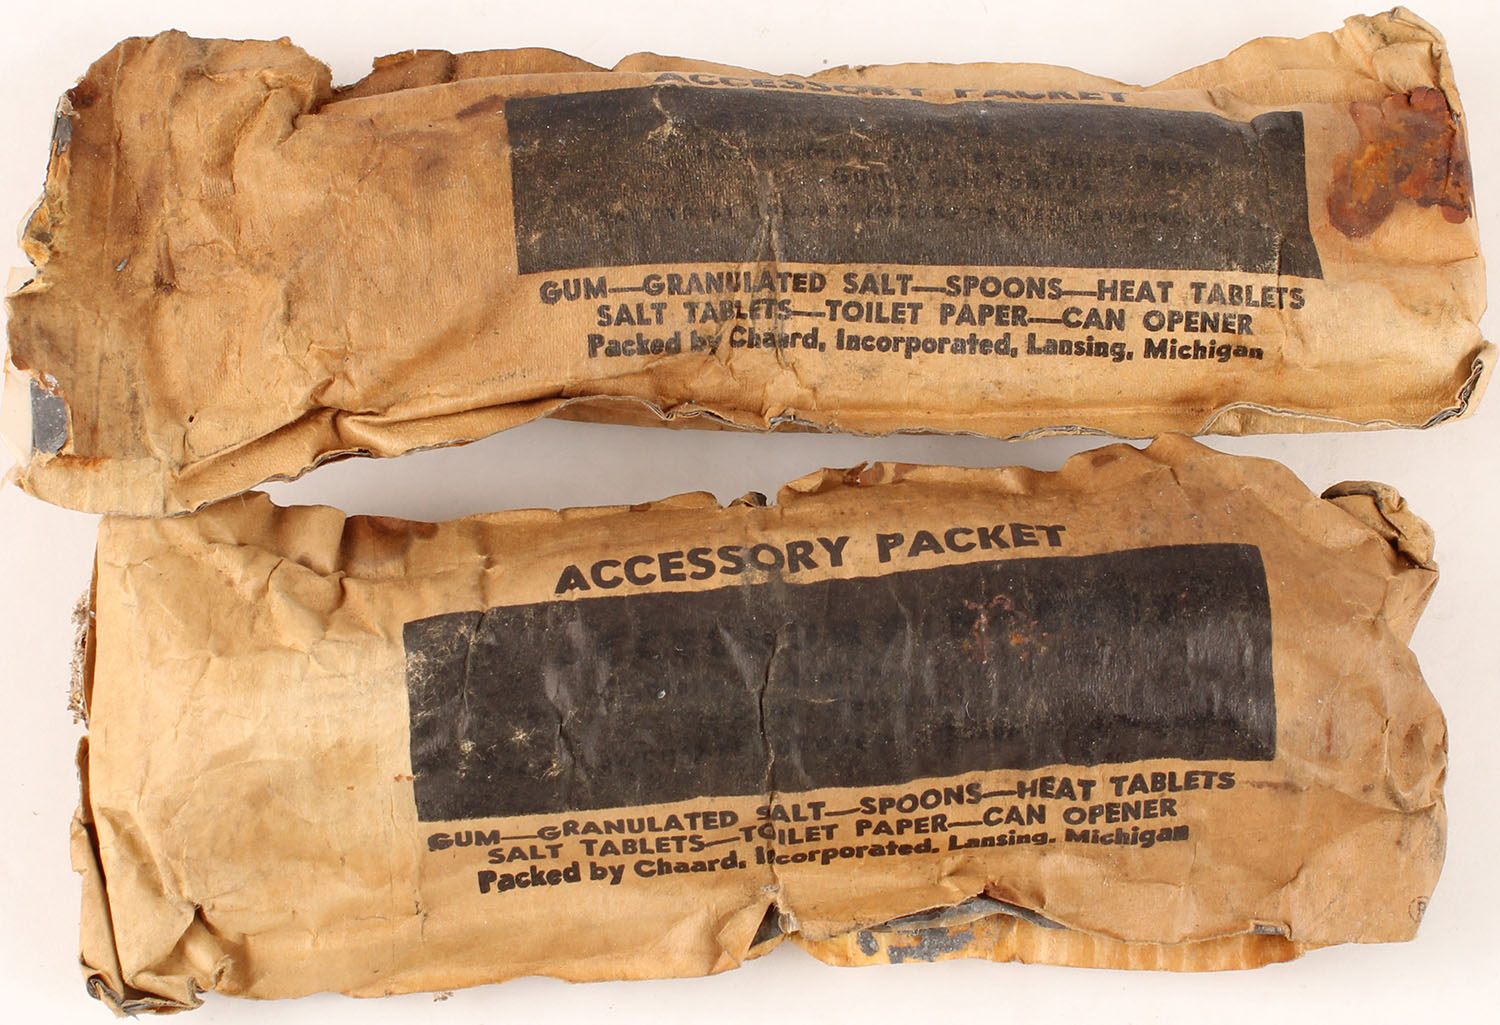 ACCESSORY PACKET
GUM—GRANULATED SALT—SPOONS—HEAT TABLETS
SALT TABLETS—TOILET PAPER—CAN OPENER
Packed by Chaard, Incorporated, Lansing, Michigan
ACCESSORY PACKET
GUM—GRANULATED SALT—SPOONS—HEAT TABLETS
SALT TABLETS—TOILET PAPER—CAN OPENER
Packed by Chaard, Incorporated, Lansing, Michigan